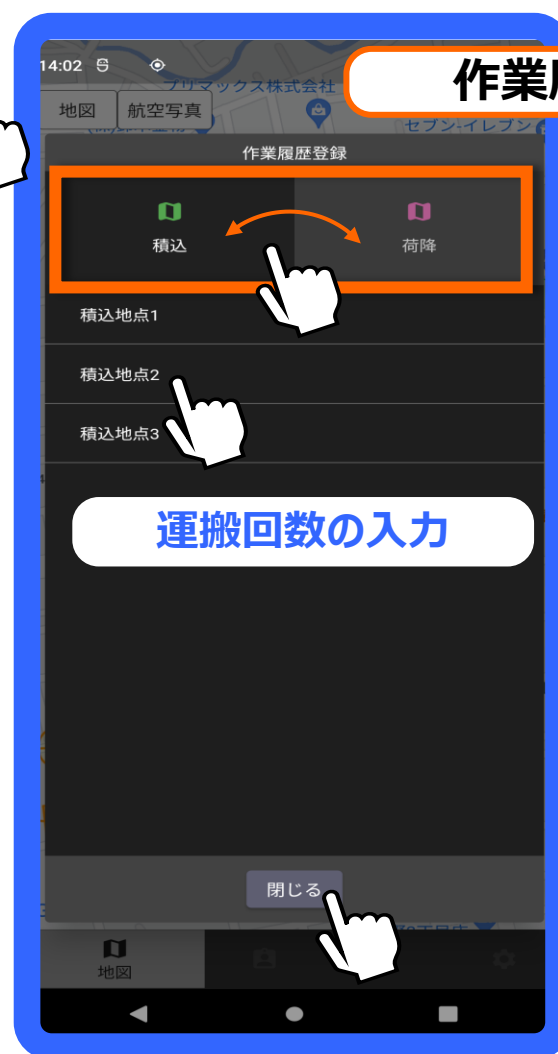 14:02
作業
プリマックス株式会社
地図 航空写真
セブン-イレブン
作業履歴登録
積込 荷降
積込地点1
積込地点2
積込地点3
運搬回数の入力
閉じる
地図